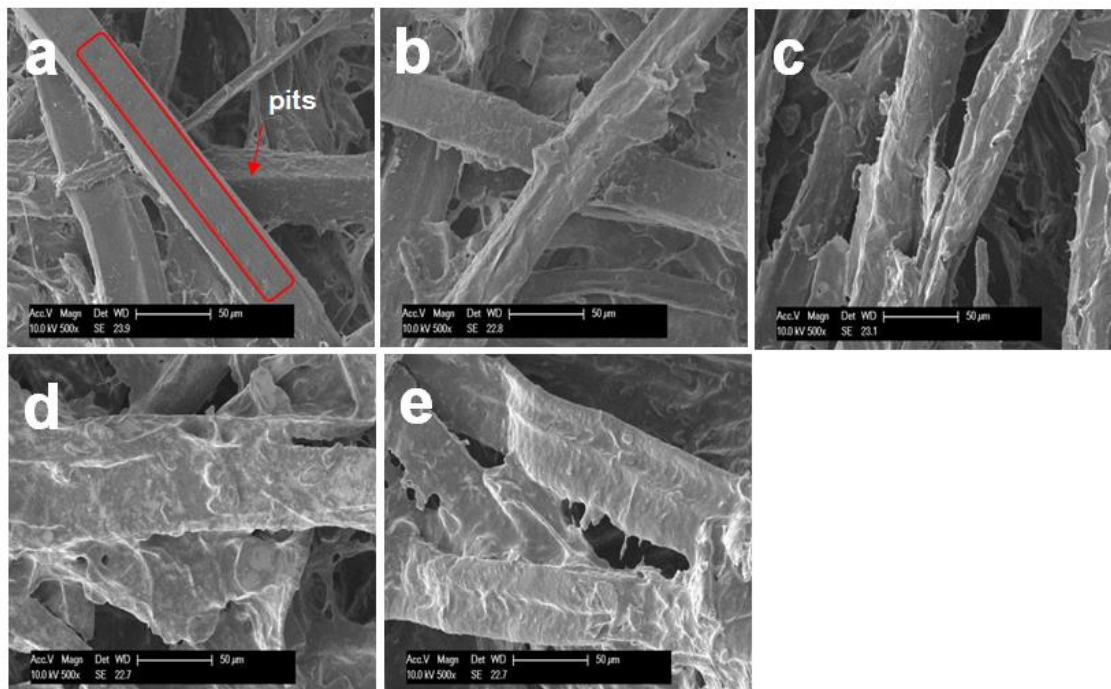 a
pits
Acc.V Magn Det WD 50 µm
10.0 kV 500x SE 23.9
b
Acc.V Magn Det WD 50 µm
10.0 kV 500x SE 22.8
c
Acc.V Magn Det WD 50 µm
10.0 kV 500x SE 23.1
d
Acc.V Magn Det WD 50 µm
10.0 kV 500x SE 22.7
e
Acc.V Magn Det WD 50 µm
10.0 kV 500x SE 22.7